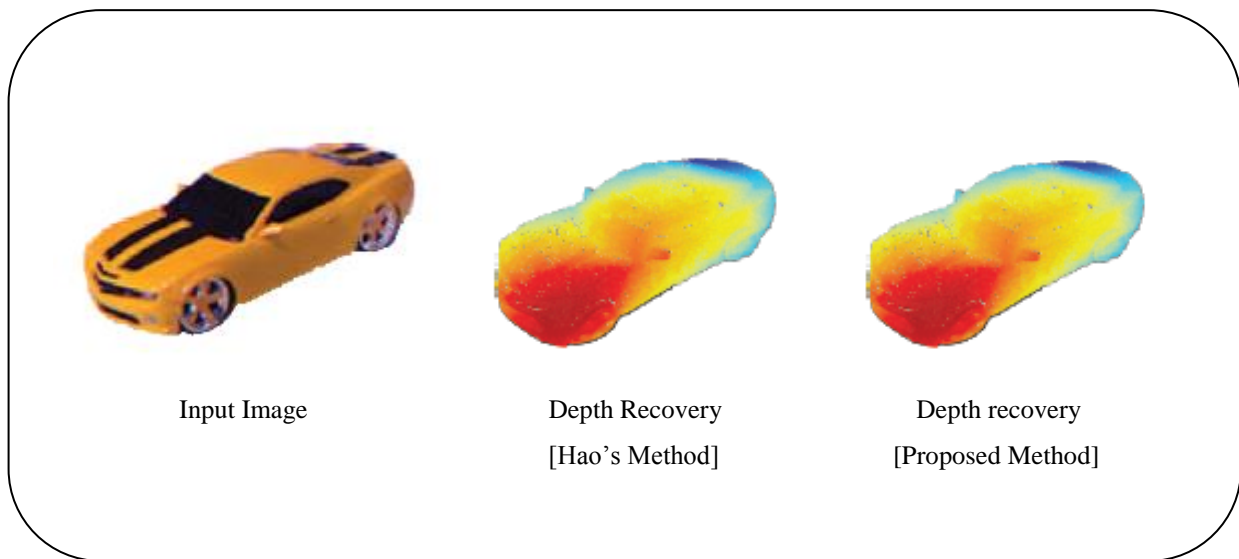 Input Image
Depth Recovery
[Hao’s Method]
Depth recovery
[Proposed Method]